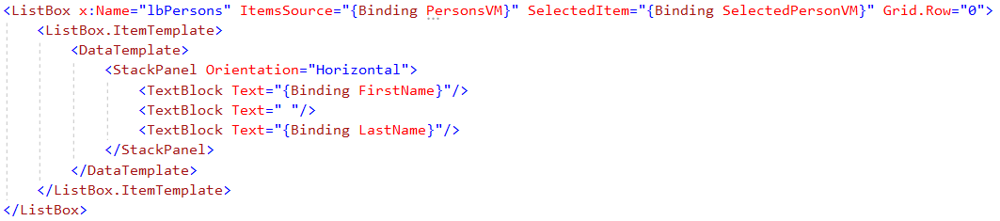 <ListBox x:Name="lbPersons" ItemsSource="{Binding PersonsVM}" SelectedItem="{Binding SelectedPersonVM}" Grid.Row="0">
    <ListBox.ItemTemplate>
        <DataTemplate>
            <StackPanel Orientation="Horizontal">
                <TextBlock Text="{Binding FirstName}"/>
                <TextBlock Text=" "/>
                <TextBlock Text="{Binding LastName}"/>
            </StackPanel>
        </DataTemplate>
    </ListBox.ItemTemplate>
</ListBox>